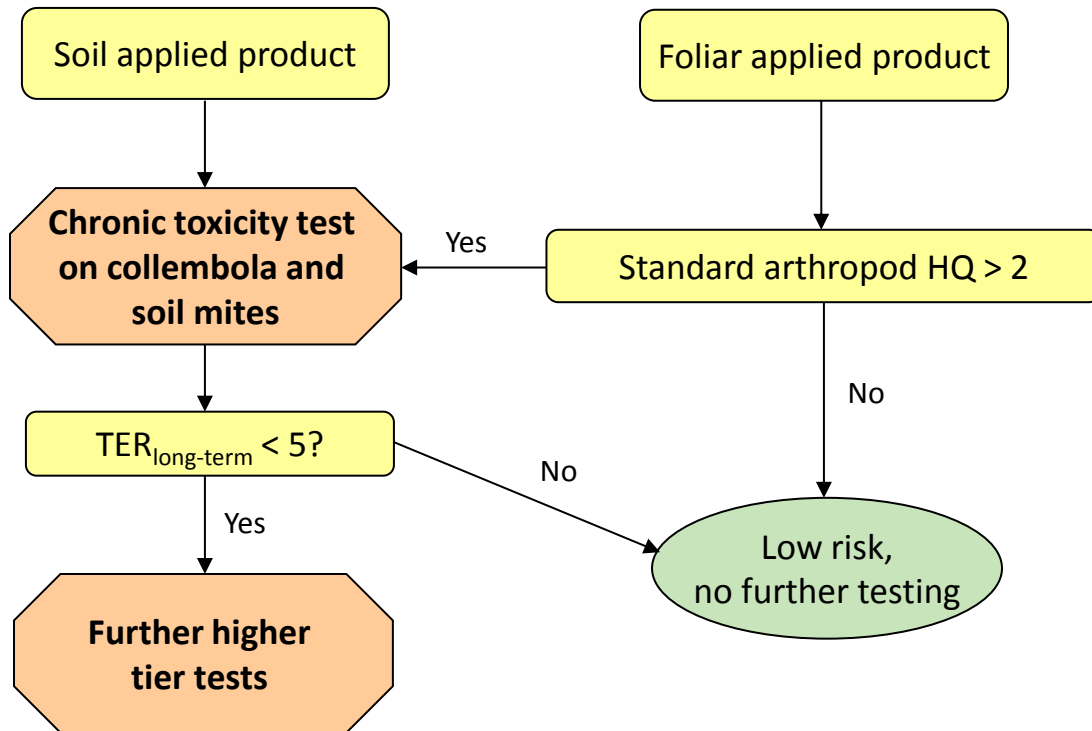 Soil applied product
Foliar applied product
Chronic toxicity test
on collembola and
soil mites
Yes
Standard arthropod HQ > 2
No
TERlong-term < 5?
No
Yes
Low risk,
no further testing
Further higher
tier tests